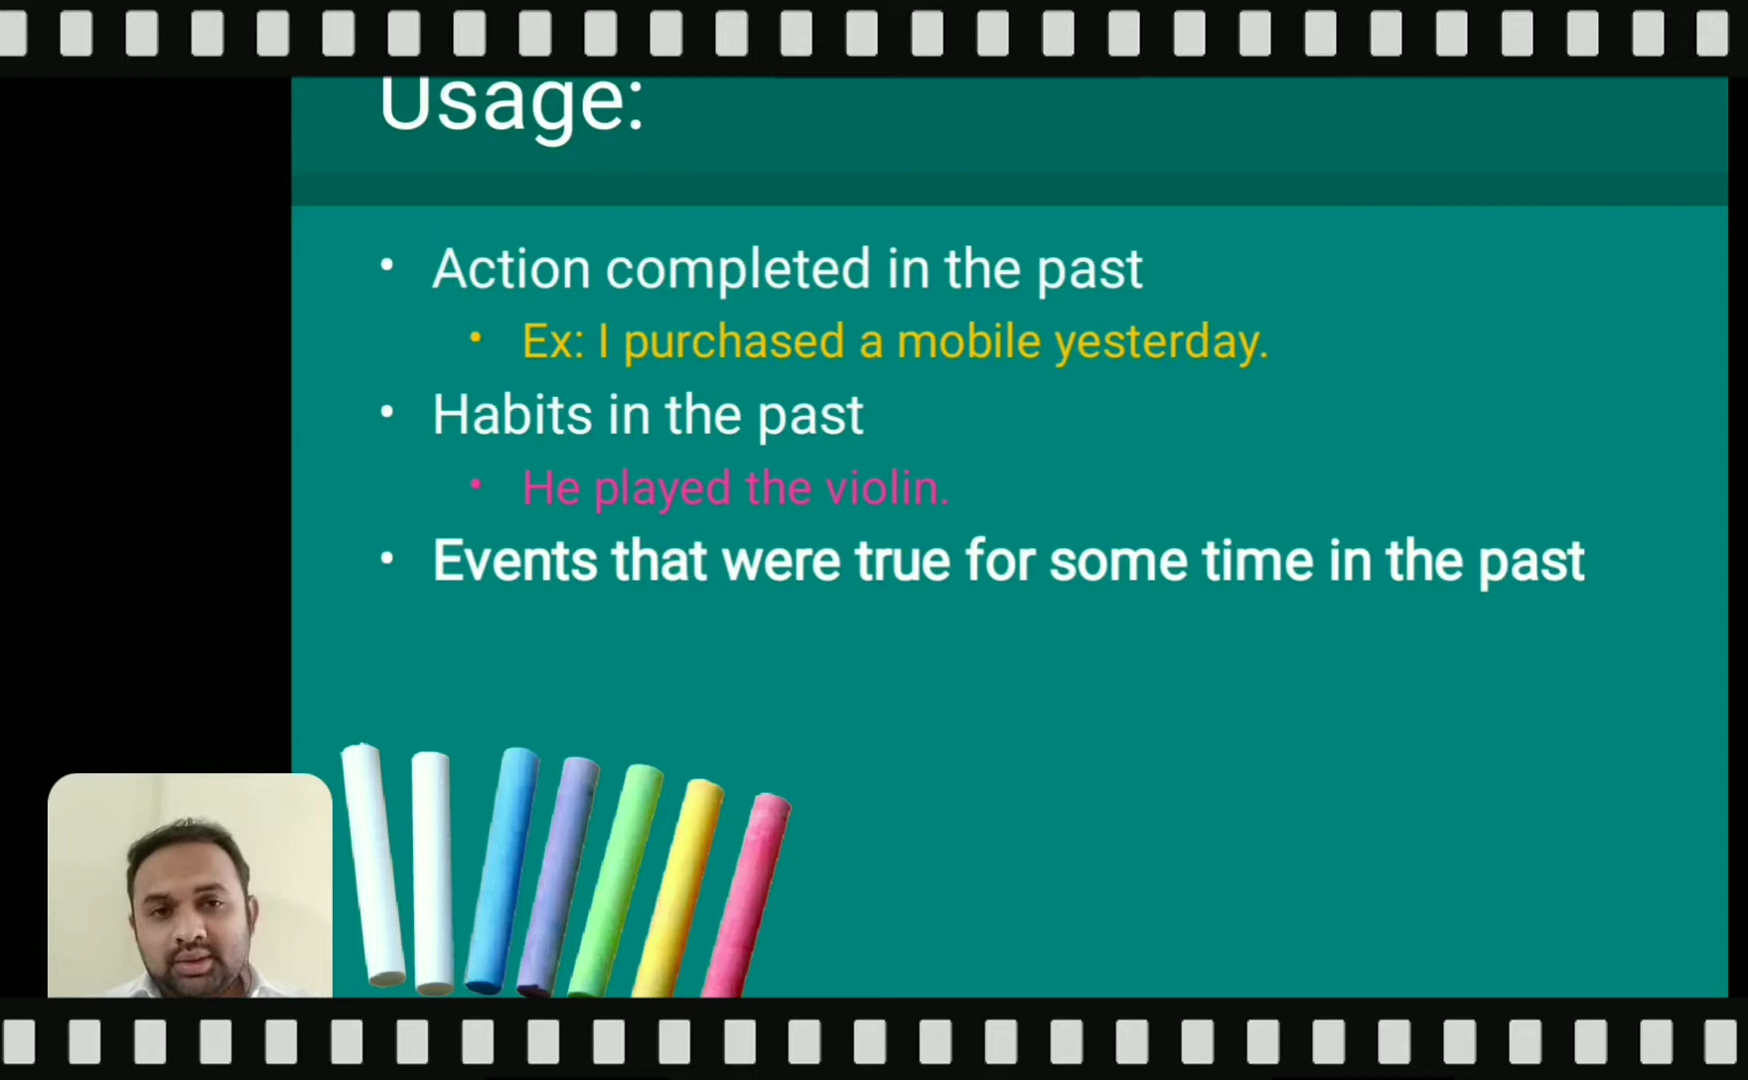 Usage:
• Action completed in the past
• Ex: I purchased a mobile yesterday.
• Habits in the past
• He played the violin.
• Events that were true for some time in the past